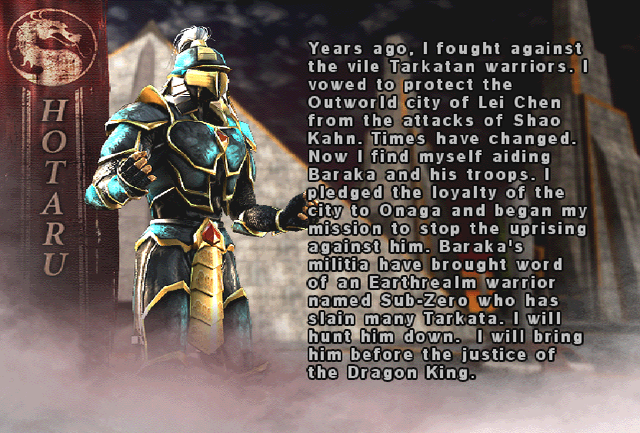 HOTARU
Years ago, I fought against
the vile Tarkatan warriors. I
vowed to protect the
Outworld city of Lei Chen
from the attacks of Shao
Kahn. Times have changed.
Now I find myself aiding
Baraka and his troops. I
pledged the loyalty of the
city to Onaga and began my
mission to stop the uprising
against him. Baraka's
militia have brought word
of an Earthrealm warrior
named Sub-Zero who has
slain many Tarkata. I will
hunt him down.  I will bring
him before the justice of
the Dragon King.